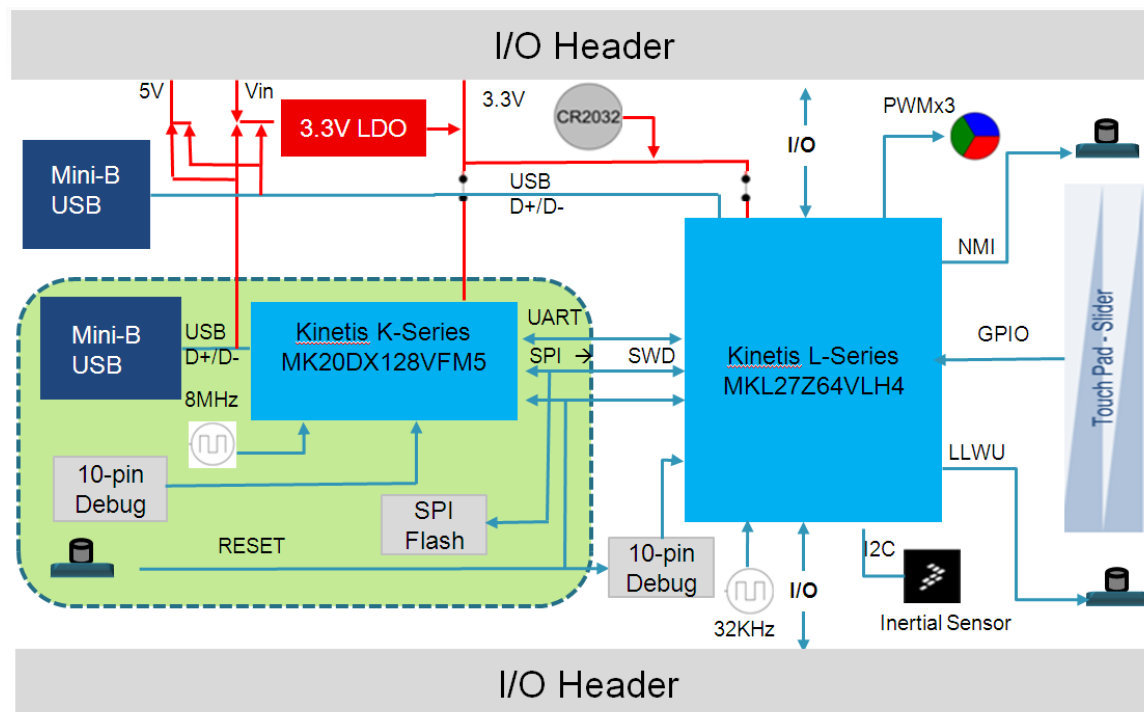 I/O Header
5V
Vin
3.3V LDO
3.3V
CR2032
I/O
PWMx3
Mini-B
USB
USB
D+/D-
NMI
Mini-B
USB
USB
D+/D-
Kinetis K-Series
MK20DX128VFM5
UART
SPI → SWD
Kinetis L-Series
MKL27Z64VLH4
GPIO
Touch Pad - Slider
8MHz
10-pin
Debug
SPI
Flash
LLWU
RESET
10-pin
Debug
32KHz
I/O
I2C
Inertial Sensor
I/O Header